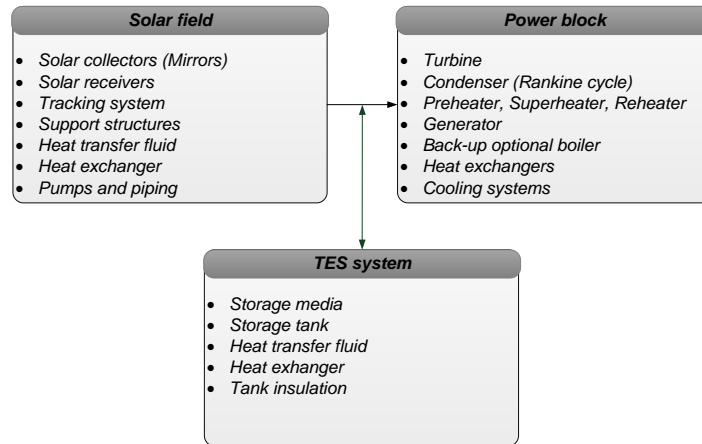 Solar field
• Solar collectors (Mirrors)
• Solar receivers
• Tracking system
• Support structures
• Heat transfer fluid
• Heat exchanger
• Pumps and piping
Power block
• Turbine
• Condenser (Rankine cycle)
• Preheater, Superheater, Reheater
• Generator
• Back-up optional boiler
• Heat exchangers
• Cooling systems
TES system
• Storage media
• Storage tank
• Heat transfer fluid
• Heat exhanger
• Tank insulation